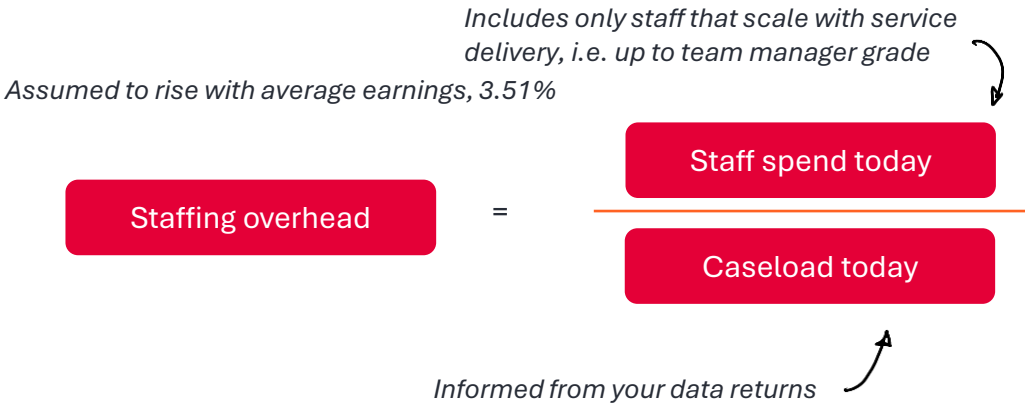 Includes only staff that scale with service
delivery, i.e. up to team manager grade
Assumed to rise with average earnings, 3.51%
Staff spend today
Staffing overhead
=
Caseload today
Informed from your data returns